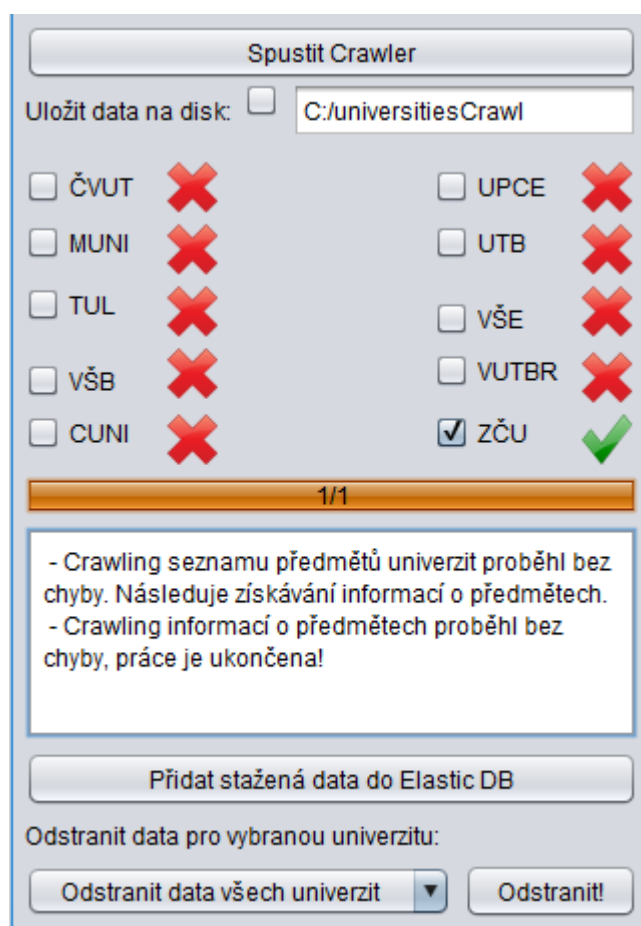 Spustit Crawler
Uložit data na disk: C:/universitiesCrawl
ČVUT UPCE
MUNI UTB
TUL VŠE
VŠB VUTBR
CUNI ZČU
1/1
- Crawling seznamu předmětů univerzit proběhl bez
chyby. Následuje získávání informací o předmětech.
- Crawling informací o předmětech proběhl bez
chyby, práce je ukončena!
Přidat stažená data do Elastic DB
Odstranit data pro vybranou univerzitu:
Odstranit data všech univerzit Odstranit!